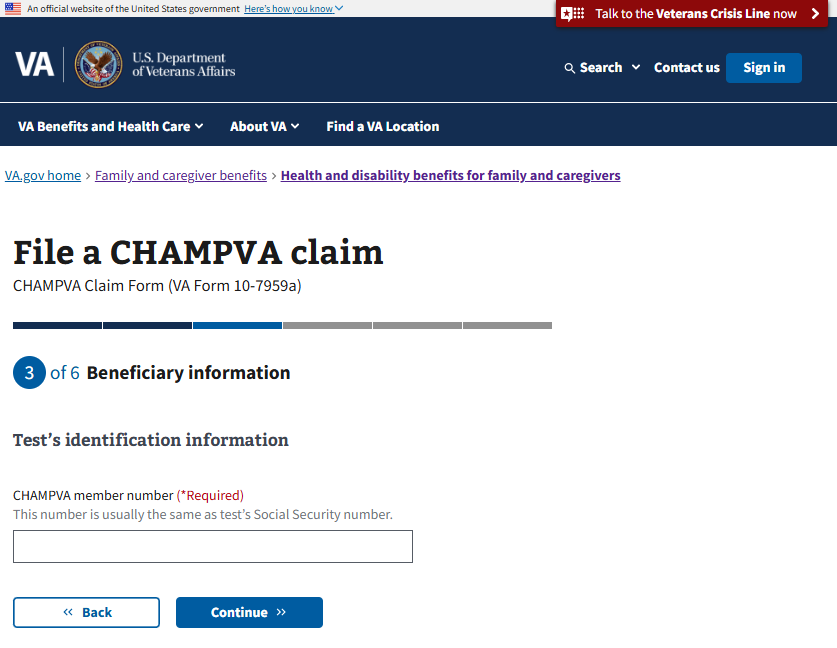 An official website of the United States government Here's how you know
Talk to the Veterans Crisis Line now
VA
U.S. Department
of Veterans Affairs
Search
Contact us
Sign in
VA Benefits and Health Care
About VA
Find a VA Location
VA.gov home › Family and caregiver benefits › Health and disability benefits for family and caregivers
File a CHAMPVA claim
CHAMPVA Claim Form (VA Form 10-7959a)
3 of 6 Beneficiary information
Test's identification information
CHAMPVA member number (*Required)
This number is usually the same as test's Social Security number.
« Back
Continue »